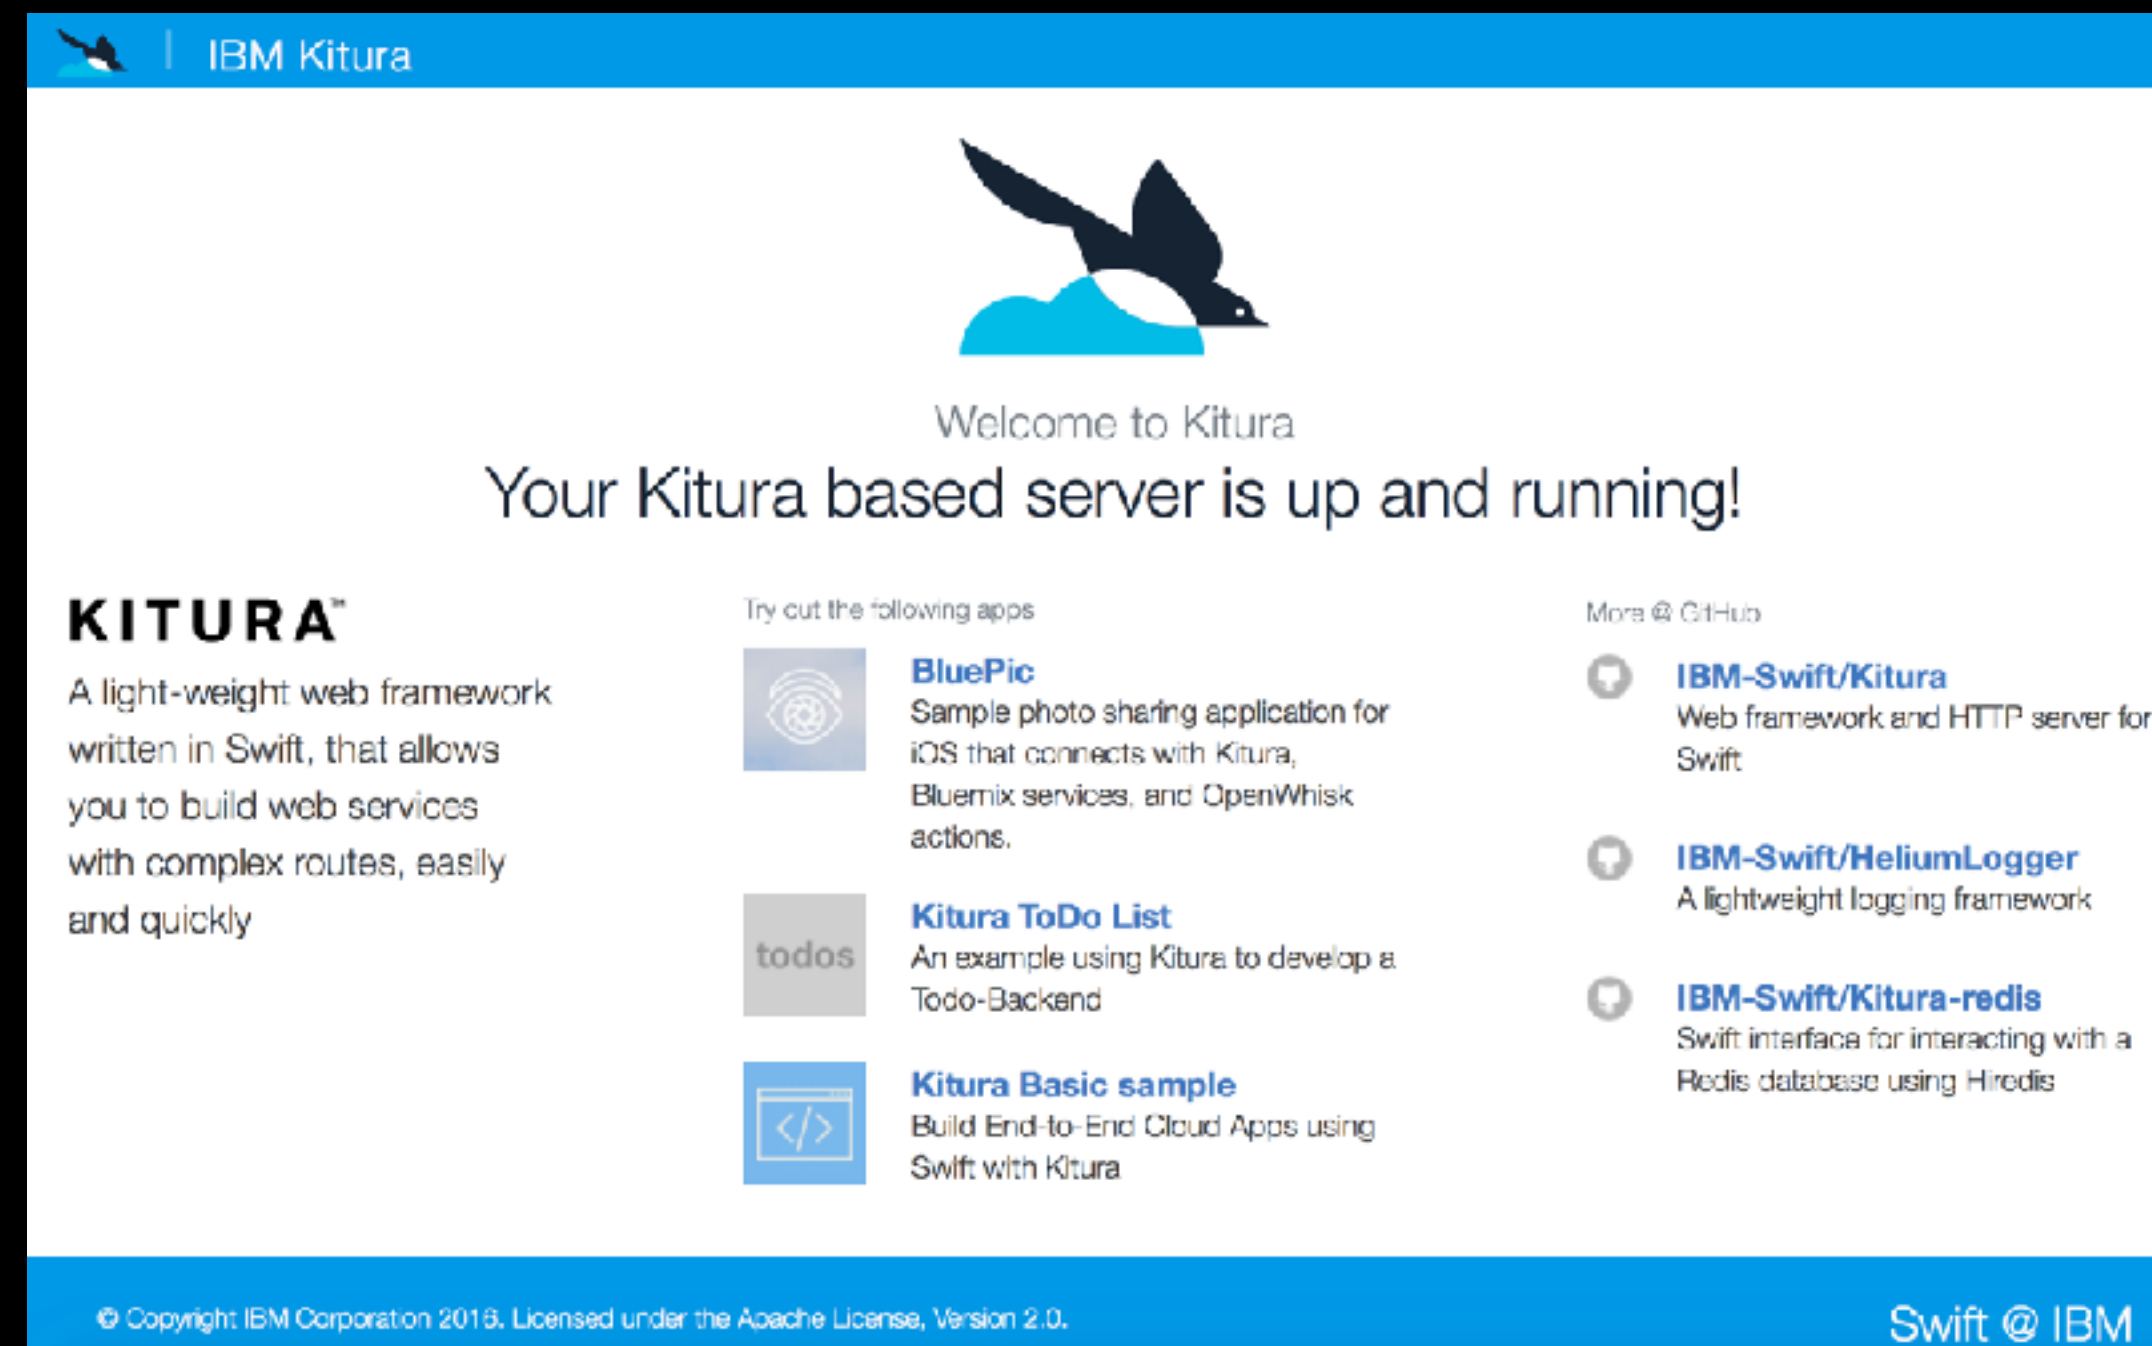 IBM Kitura
Welcome to Kitura
Your Kitura based server is up and running!
KITURA™
A light-weight web framework
written in Swift, that allows
you to build web services
with complex routes, easily
and quickly
Try out the following apps
BluePic
Sample photo sharing application for
iOS that connects with Kitura,
Bluemix services, and OpenWhisk
actions.
todos
Kitura ToDo List
An example using Kitura to develop a
Todo-Backend
</>
Kitura Basic sample
Build End-to-End Cloud Apps using
Swift with Kitura
More @ GitHub
IBM-Swift/Kitura
Web framework and HTTP server for
Swift
IBM-Swift/HeliumLogger
A lightweight logging framework
IBM-Swift/Kitura-redis
Swift interface for interacting with a
Redis database using Hiredis
© Copyright IBM Corporation 2016. Licensed under the Apache License, Version 2.0.
Swift @ IBM